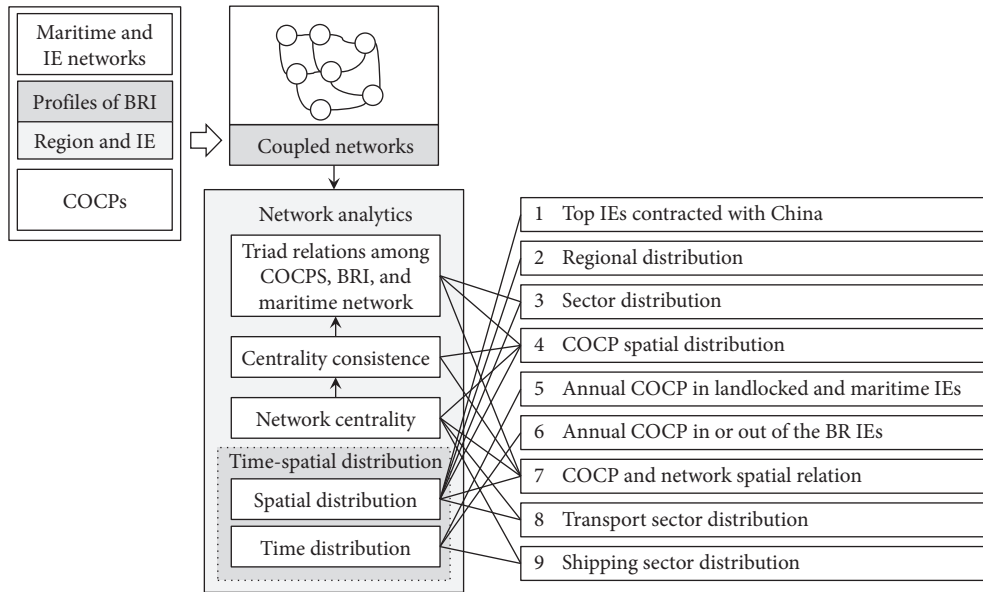 Maritime and
IE networks
Profiles of BRI
Region and IE
COCPs
Coupled networks
Network analytics
Triad relations among
COCPS, BRI, and
maritime network
Centrality consistence
Network centrality
Time-spatial distribution
Spatial distribution
Time distribution
1 Top IEs contracted with China
2 Regional distribution
3 Sector distribution
4 COCP spatial distribution
5 Annual COCP in landlocked and maritime IEs
6 Annual COCP in or out of the BR IEs
7 COCP and network spatial relation
8 Transport sector distribution
9 Shipping sector distribution